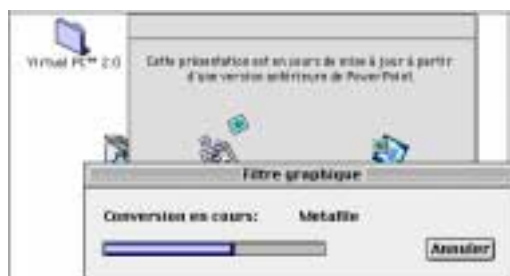 Virtual PC™ 2.0
Cette présentation est en cours de mise à jour à partir
d'une version antérieure de PowerPoint.
Filtre graphique
Conversion en cours: Metafile
Annuler